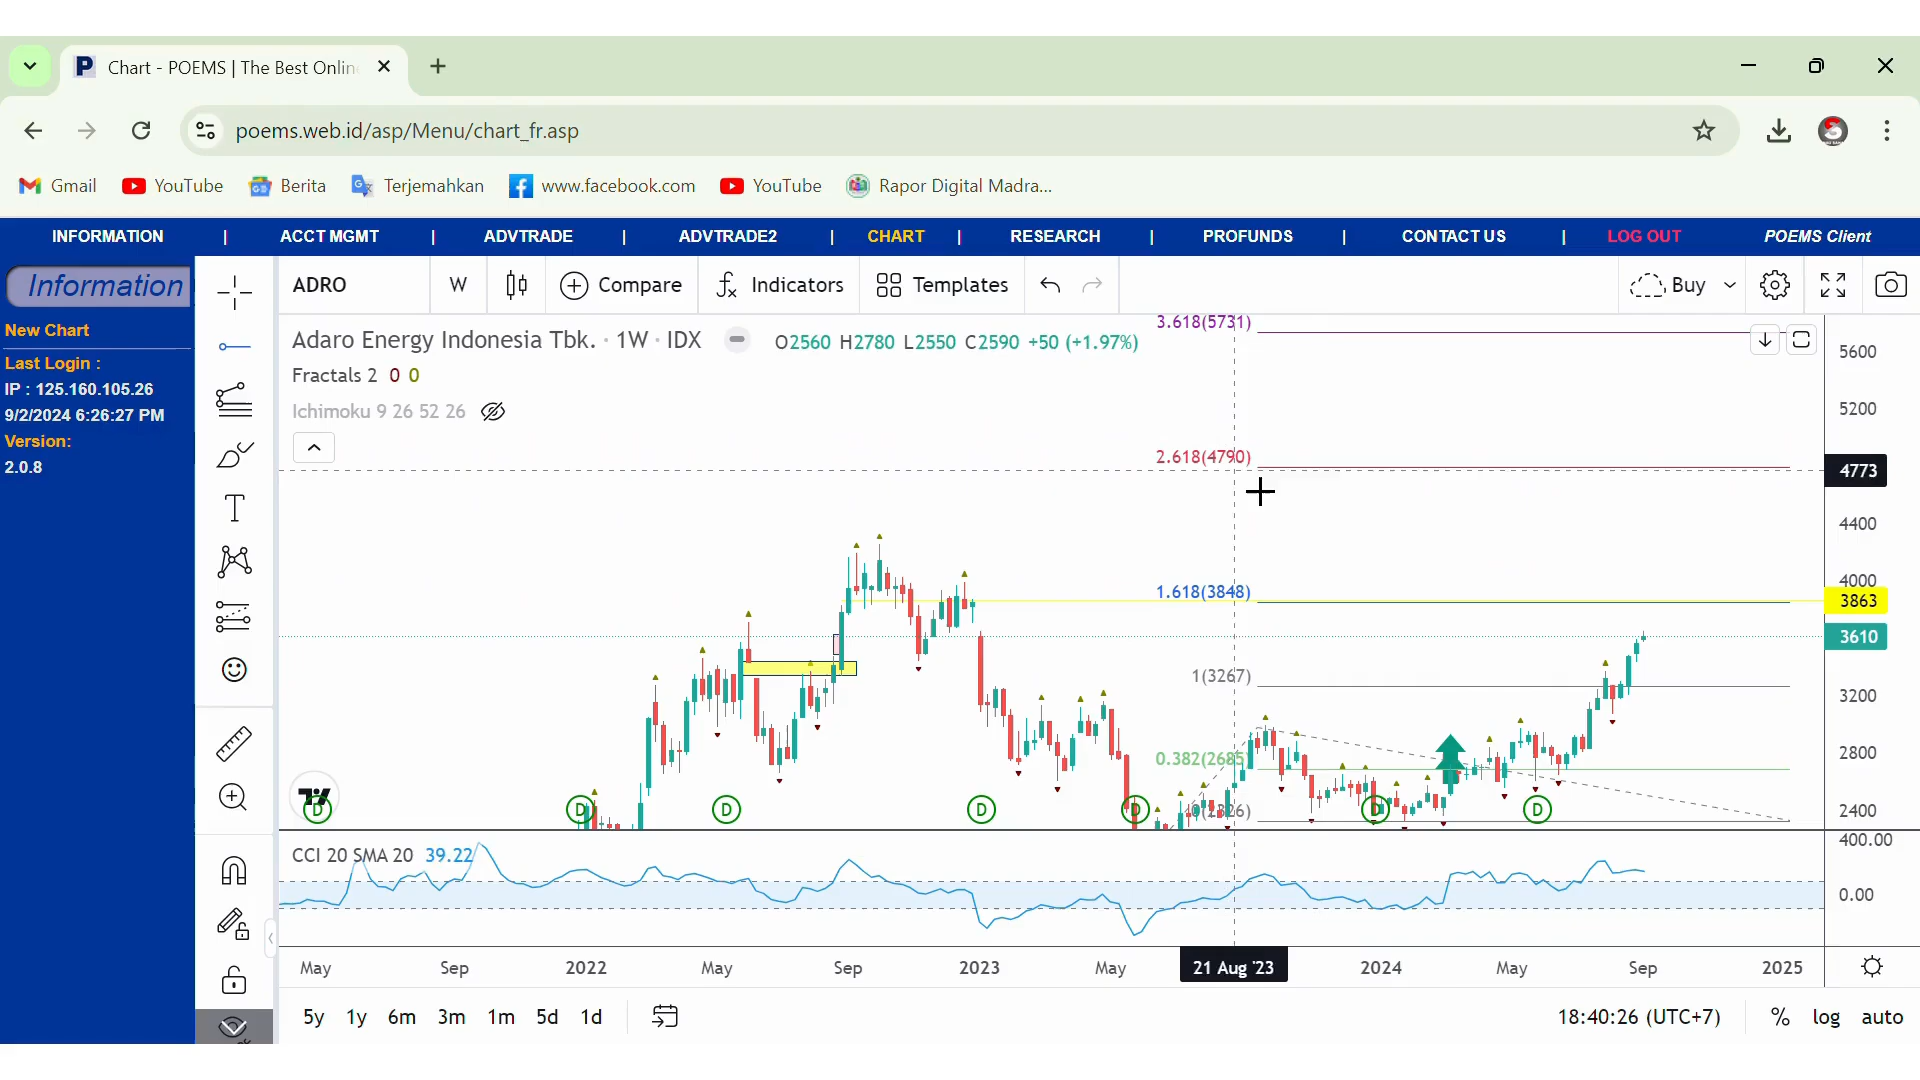 Chart - POEMS | The Best Onlin
poems.web.id/asp/Menu/chart_fr.asp
Gmail YouTube Berita Terjemahkan www.facebook.com YouTube Rapor Digital Madra...
INFORMATION | ACCT MGMT | ADVTRADE | ADVTRADE2 | CHART | RESEARCH | PROFUNDS | CONTACT US | LOG OUT POEMS Client
Information
New Chart
Last Login :
IP : 125.160.105.26
9/2/2024 6:26:27 PM
Version:
2.0.8
ADRO W Compare Indicators Templates Buy
Adaro Energy Indonesia Tbk. · 1W · IDX O2560 H2780 L2550 C2590 +50 (+1.97%)
Fractals 2 0 0
Ichimoku 9 26 52 26
3.618(5731)
2.618(4790)
1.618(3848)
1(3267)
0.382(2685)
0(2326)
5600
5200
4773
4400
4000
3863
3610
3200
2800
2400
D D D D D D D
CCI 20 SMA 20 39.22
400.00
0.00
May Sep 2022 May Sep 2023 May 21 Aug '23 2024 May Sep 2025
5y 1y 6m 3m 1m 5d 1d 18:40:26 (UTC+7) % log auto